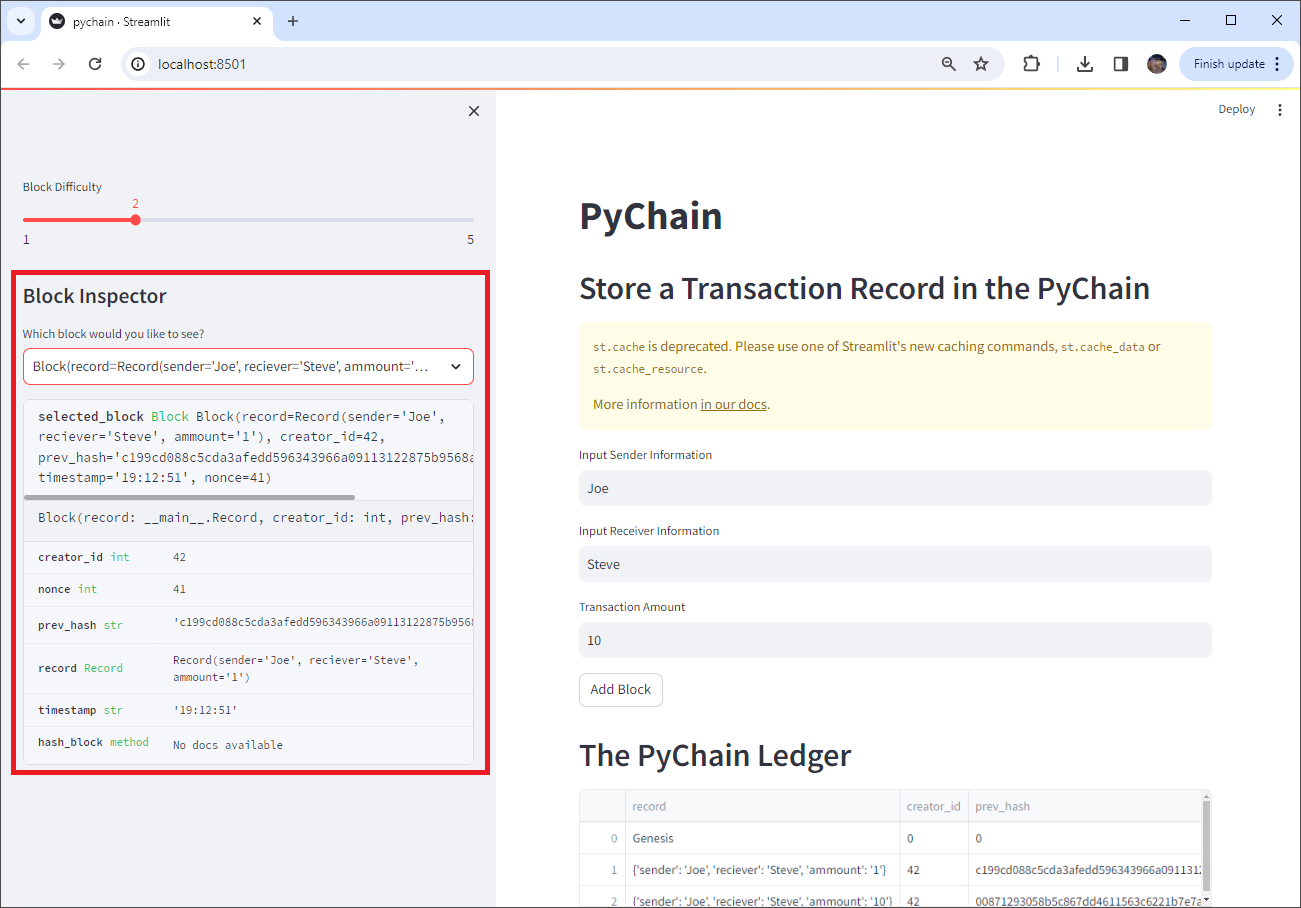 pychain · Streamlit
localhost:8501
Finish update
Deploy
Block Difficulty
2
1 5
Block Inspector
Which block would you like to see?
Block(record=Record(sender='Joe', reciever='Steve', ammount='...
selected_block Block Block(record=Record(sender='Joe',
reciever='Steve', ammount='1'), creator_id=42,
prev_hash='c199cd088c5cda3afedd596343966a09113122875b9568a
timestamp='19:12:51', nonce=41)
Block(record: __main__.Record, creator_id: int, prev_hash:
creator_id int 42
nonce int 41
prev_hash str 'c199cd088c5cda3afedd596343966a09113122875b9568
record Record Record(sender='Joe', reciever='Steve',
ammount='1')
timestamp str '19:12:51'
hash_block method No docs available
PyChain
Store a Transaction Record in the PyChain
st.cache is deprecated. Please use one of Streamlit's new caching commands, st.cache_data or
st.cache_resource.
More information in our docs.
Input Sender Information
Joe
Input Receiver Information
Steve
Transaction Amount
10
Add Block
The PyChain Ledger
record creator_id prev_hash
0 Genesis 0 0
1 {'sender': 'Joe', 'reciever': 'Steve', 'ammount': '1'} 42 c199cd088c5cda3afedd596343966a0911312
2 {'sender': 'Joe', 'reciever': 'Steve', 'ammount': '10'} 42 00871293058b5c867dd4611563c6221b7e7a